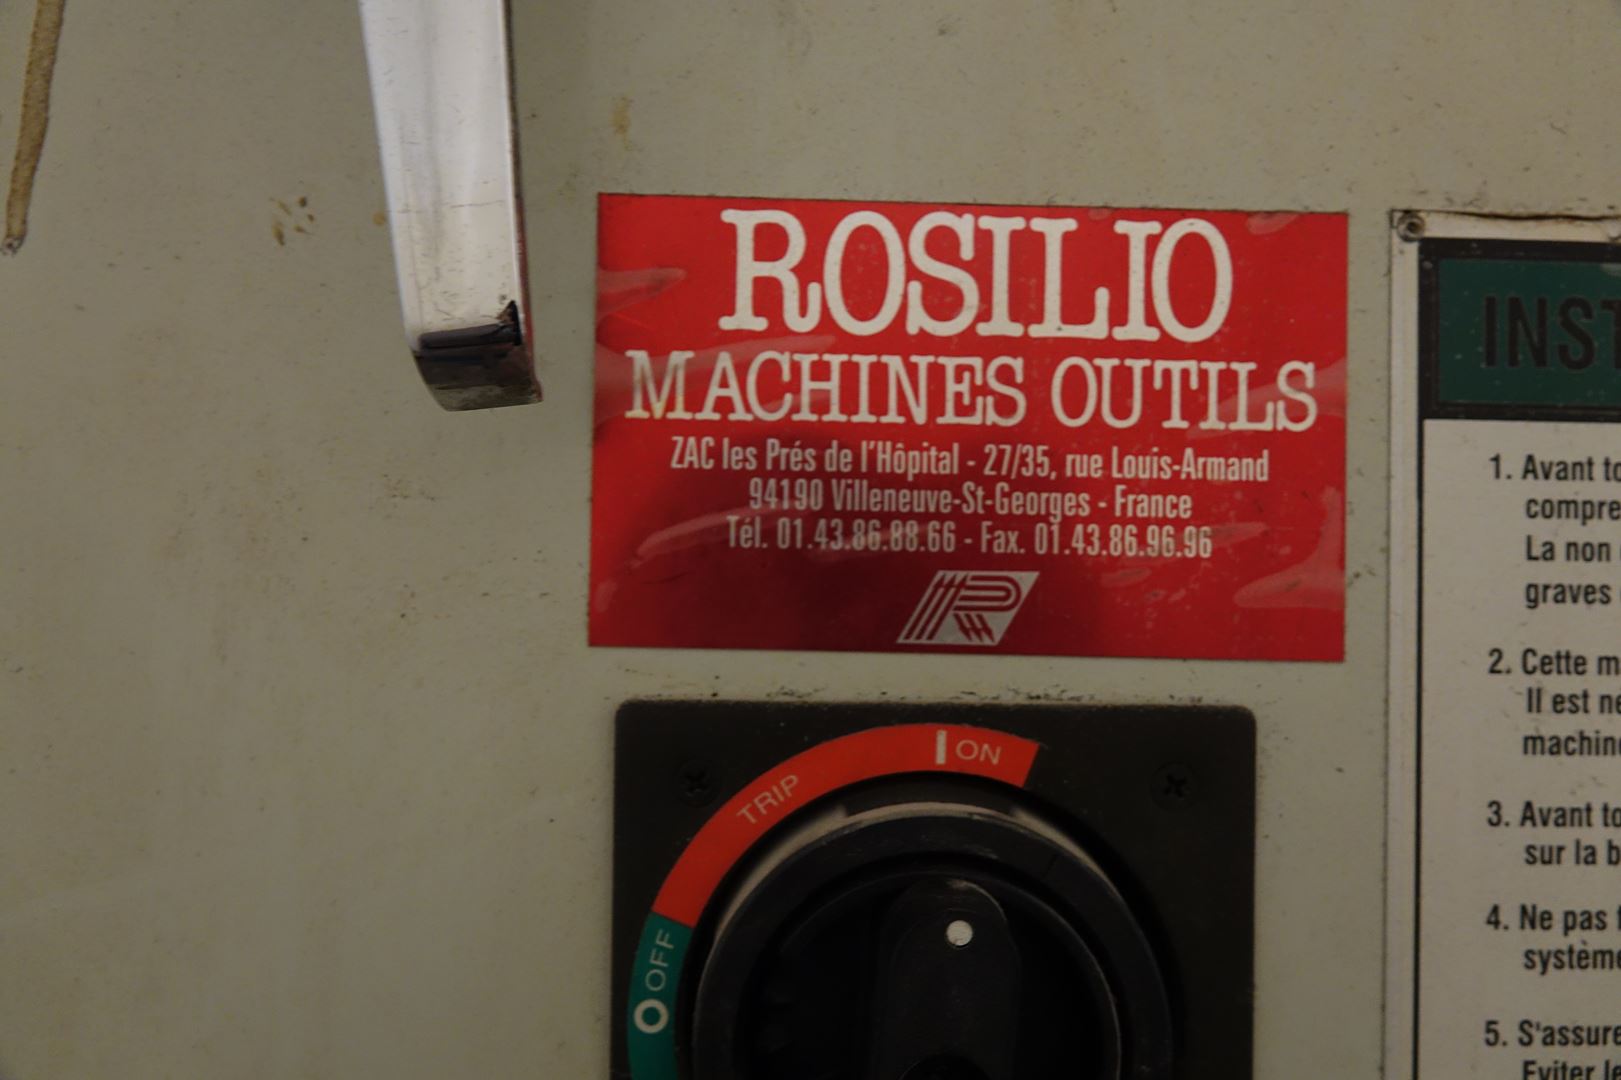 ROSILIO
MACHINES OUTILS
ZAC les Prés de l'Hôpital - 27/35, rue Louis-Armand
94190 Villeneuve-St-Georges - France
Tél. 01.43.86.88.66 - Fax. 01.43.86.96.96
R
I ON
TRIP
O OFF
INST
1. Avant to
compre
La non
graves
2. Cette m
Il est ne
machine
3. Avant to
sur la b
4. Ne pas
système
5. S'assure
Eviter le